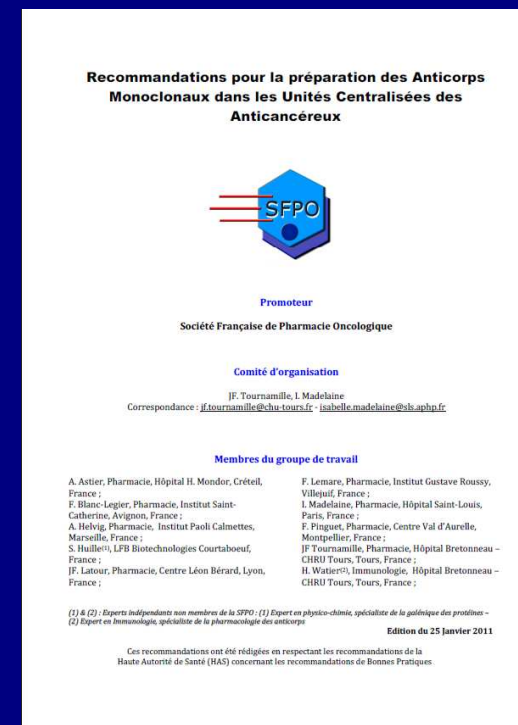 Recommandations pour la préparation des Anticorps
Monoclonaux dans les Unités Centralisées des
Anticancéreux
SFPO
Promoteur
Société Française de Pharmacie Oncologique
Comité d'organisation
JF. Tournamille, I. Madelaine
Correspondance : jf.tournamille@chu-tours.fr - isabelle.madelaine@sls.aphp.fr
Membres du groupe de travail
A. Astier, Pharmacie, Hôpital H. Mondor, Créteil,
France ;
F. Blanc-Legier, Pharmacie, Institut Saint-
Catherine, Avignon, France ;
A. Helvig, Pharmacie, Institut Paoli Calmettes,
Marseille, France ;
S. Huille(1), LFB Biotechnologies Courtaboeuf,
France ;
JF. Latour, Pharmacie, Centre Léon Bérard, Lyon,
France ;
F. Lemare, Pharmacie, Institut Gustave Roussy,
Villejuif, France ;
I. Madelaine, Pharmacie, Hôpital Saint-Louis,
Paris, France ;
F. Pinguet, Pharmacie, Centre Val d'Aurelle,
Montpellier, France ;
JF Tournamille, Pharmacie, Hôpital Bretonneau –
CHRU Tours, Tours, France ;
H. Watier(2), Immunologie, Hôpital Bretonneau –
CHRU Tours, Tours, France ;
(1) & (2) : Experts indépendants non membres de la SFPO : (1) Expert en physico-chimie, spécialiste de la galénique des protéines –
(2) Expert en Immunologie, spécialiste de la pharmacologie des anticorps
Edition du 25 Janvier 2011
Ces recommandations ont été rédigées en respectant les recommandations de la
Haute Autorité de Santé (HAS) concernant les recommandations de Bonnes Pratiques